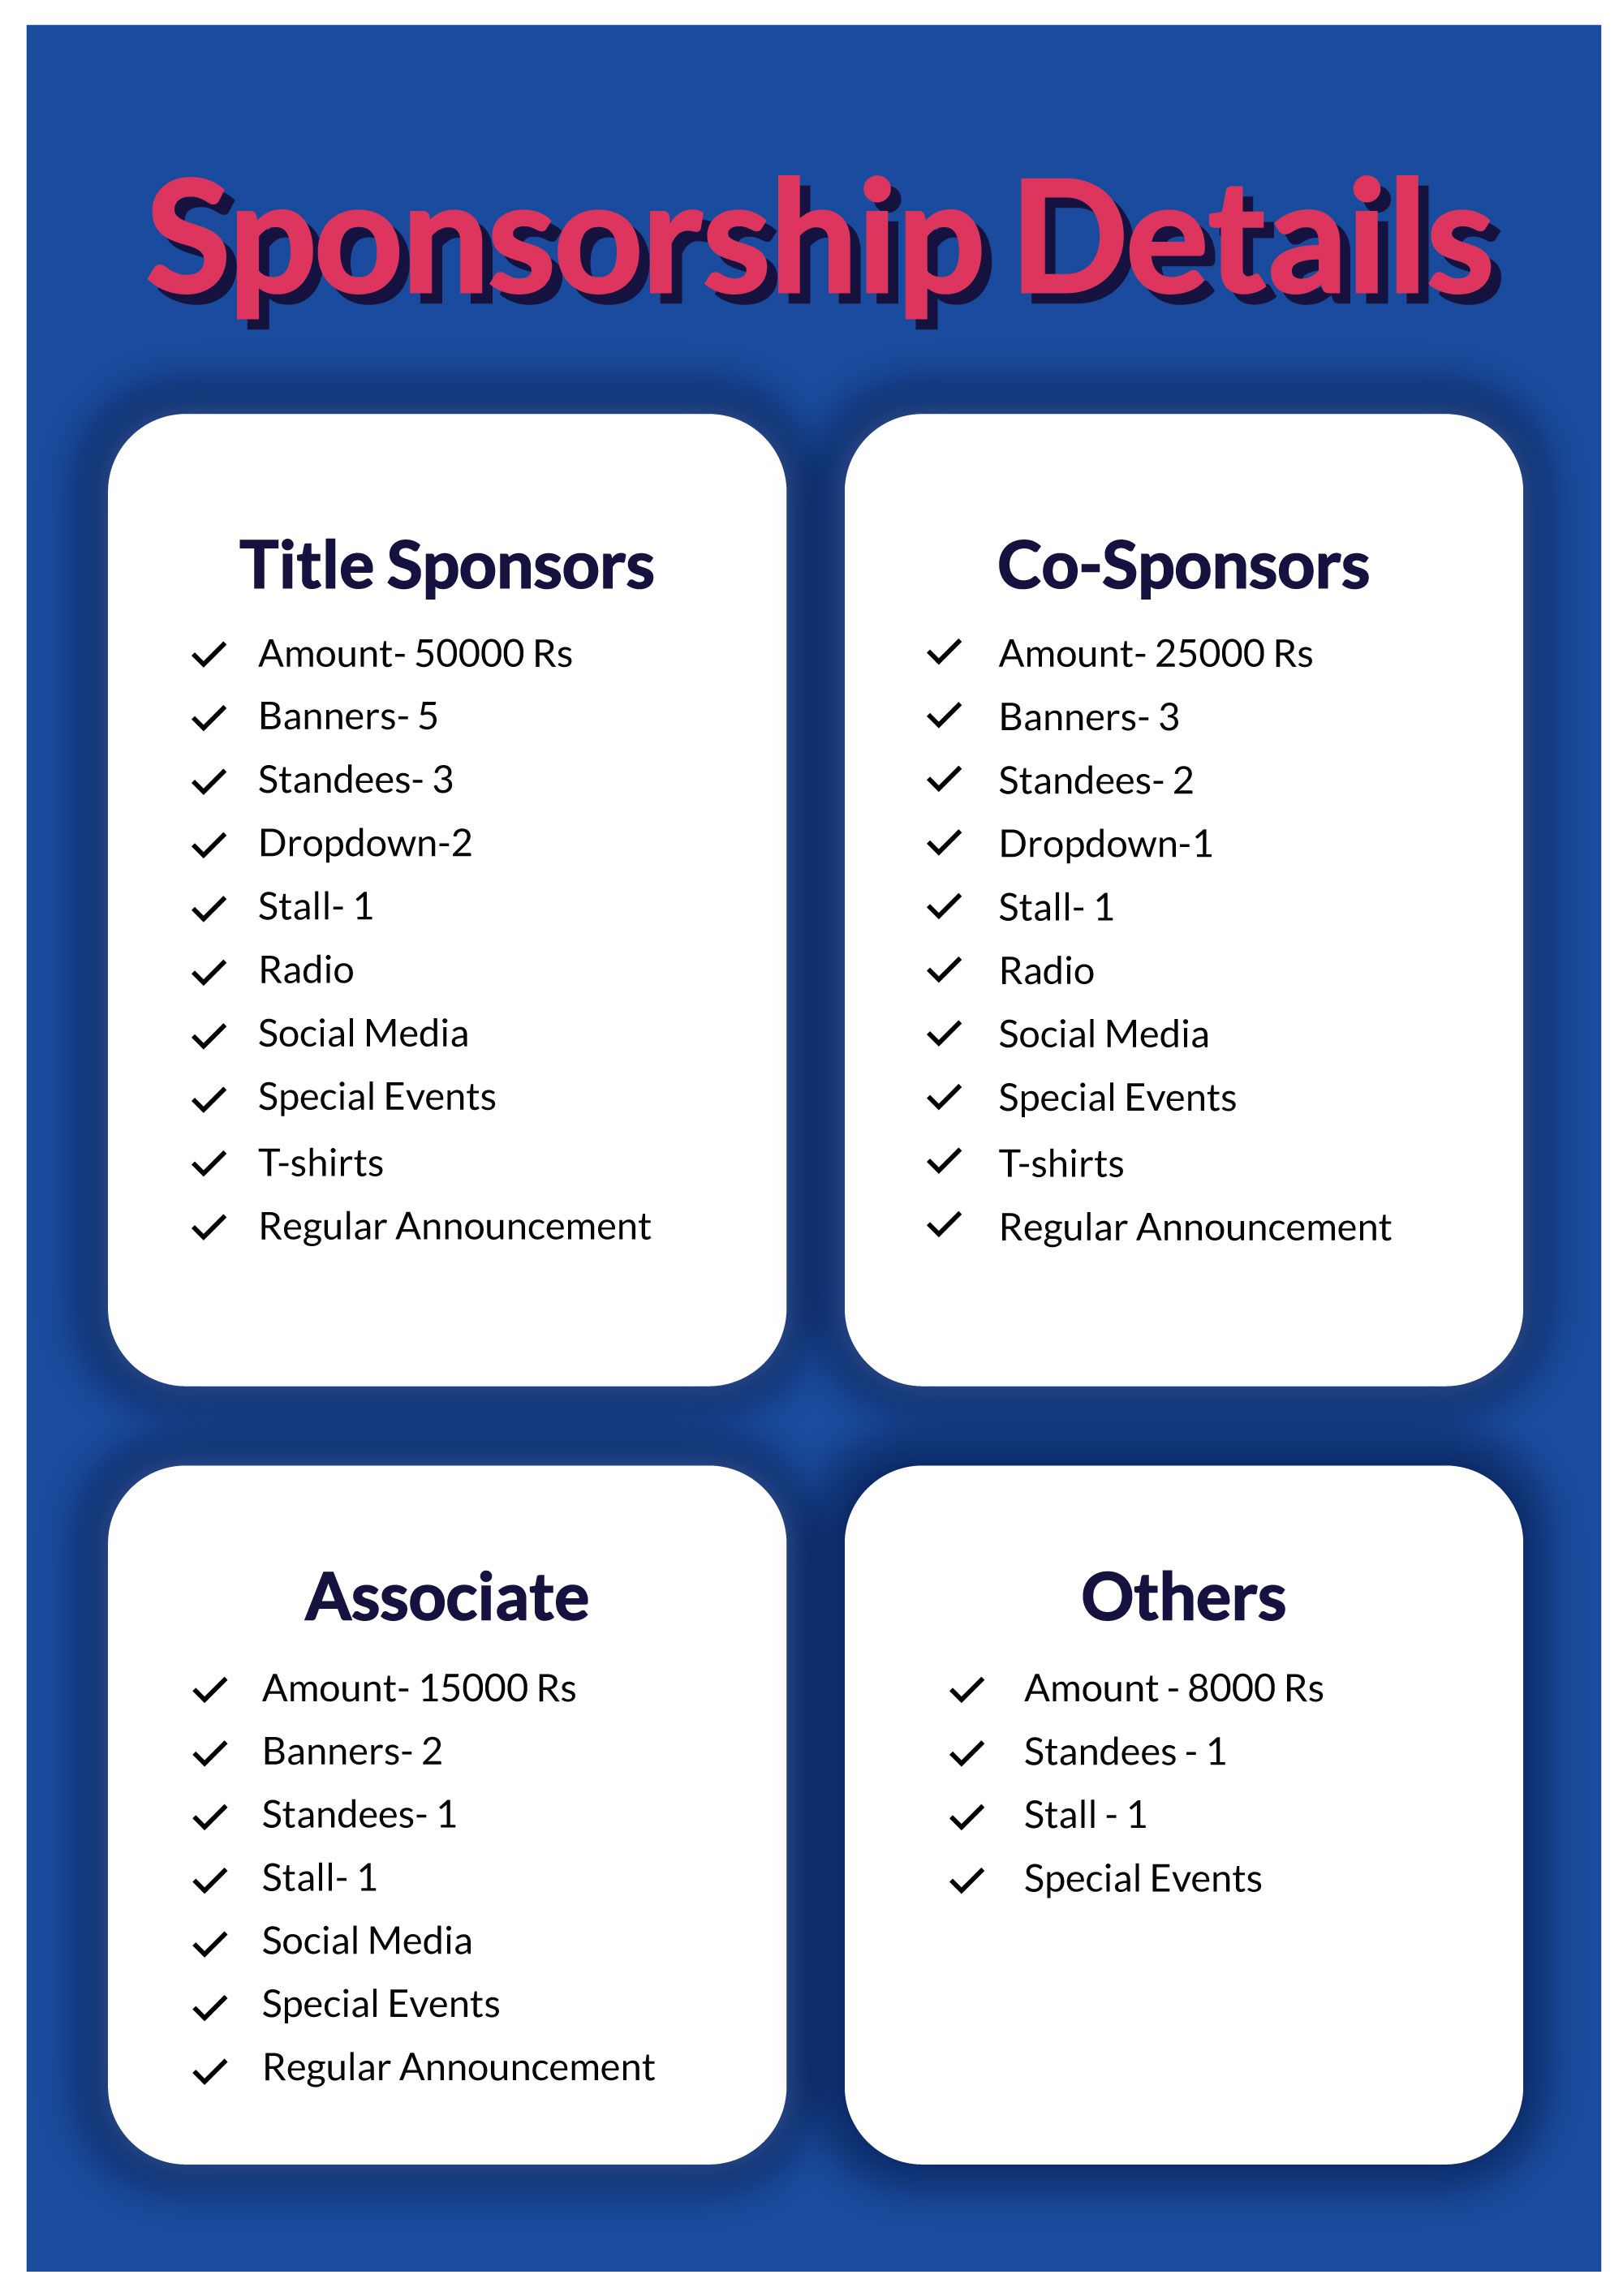 Sponsorship Details
Title Sponsors
Amount- 50000 Rs
Banners- 5
Standees- 3
Dropdown-2
Stall- 1
Radio
Social Media
Special Events
T-shirts
Regular Announcement
Co-Sponsors
Amount- 25000 Rs
Banners- 3
Standees- 2
Dropdown-1
Stall- 1
Radio
Social Media
Special Events
T-shirts
Regular Announcement
Associate
Amount- 15000 Rs
Banners- 2
Standees- 1
Stall- 1
Social Media
Special Events
Regular Announcement
Others
Amount - 8000 Rs
Standees - 1
Stall - 1
Special Events